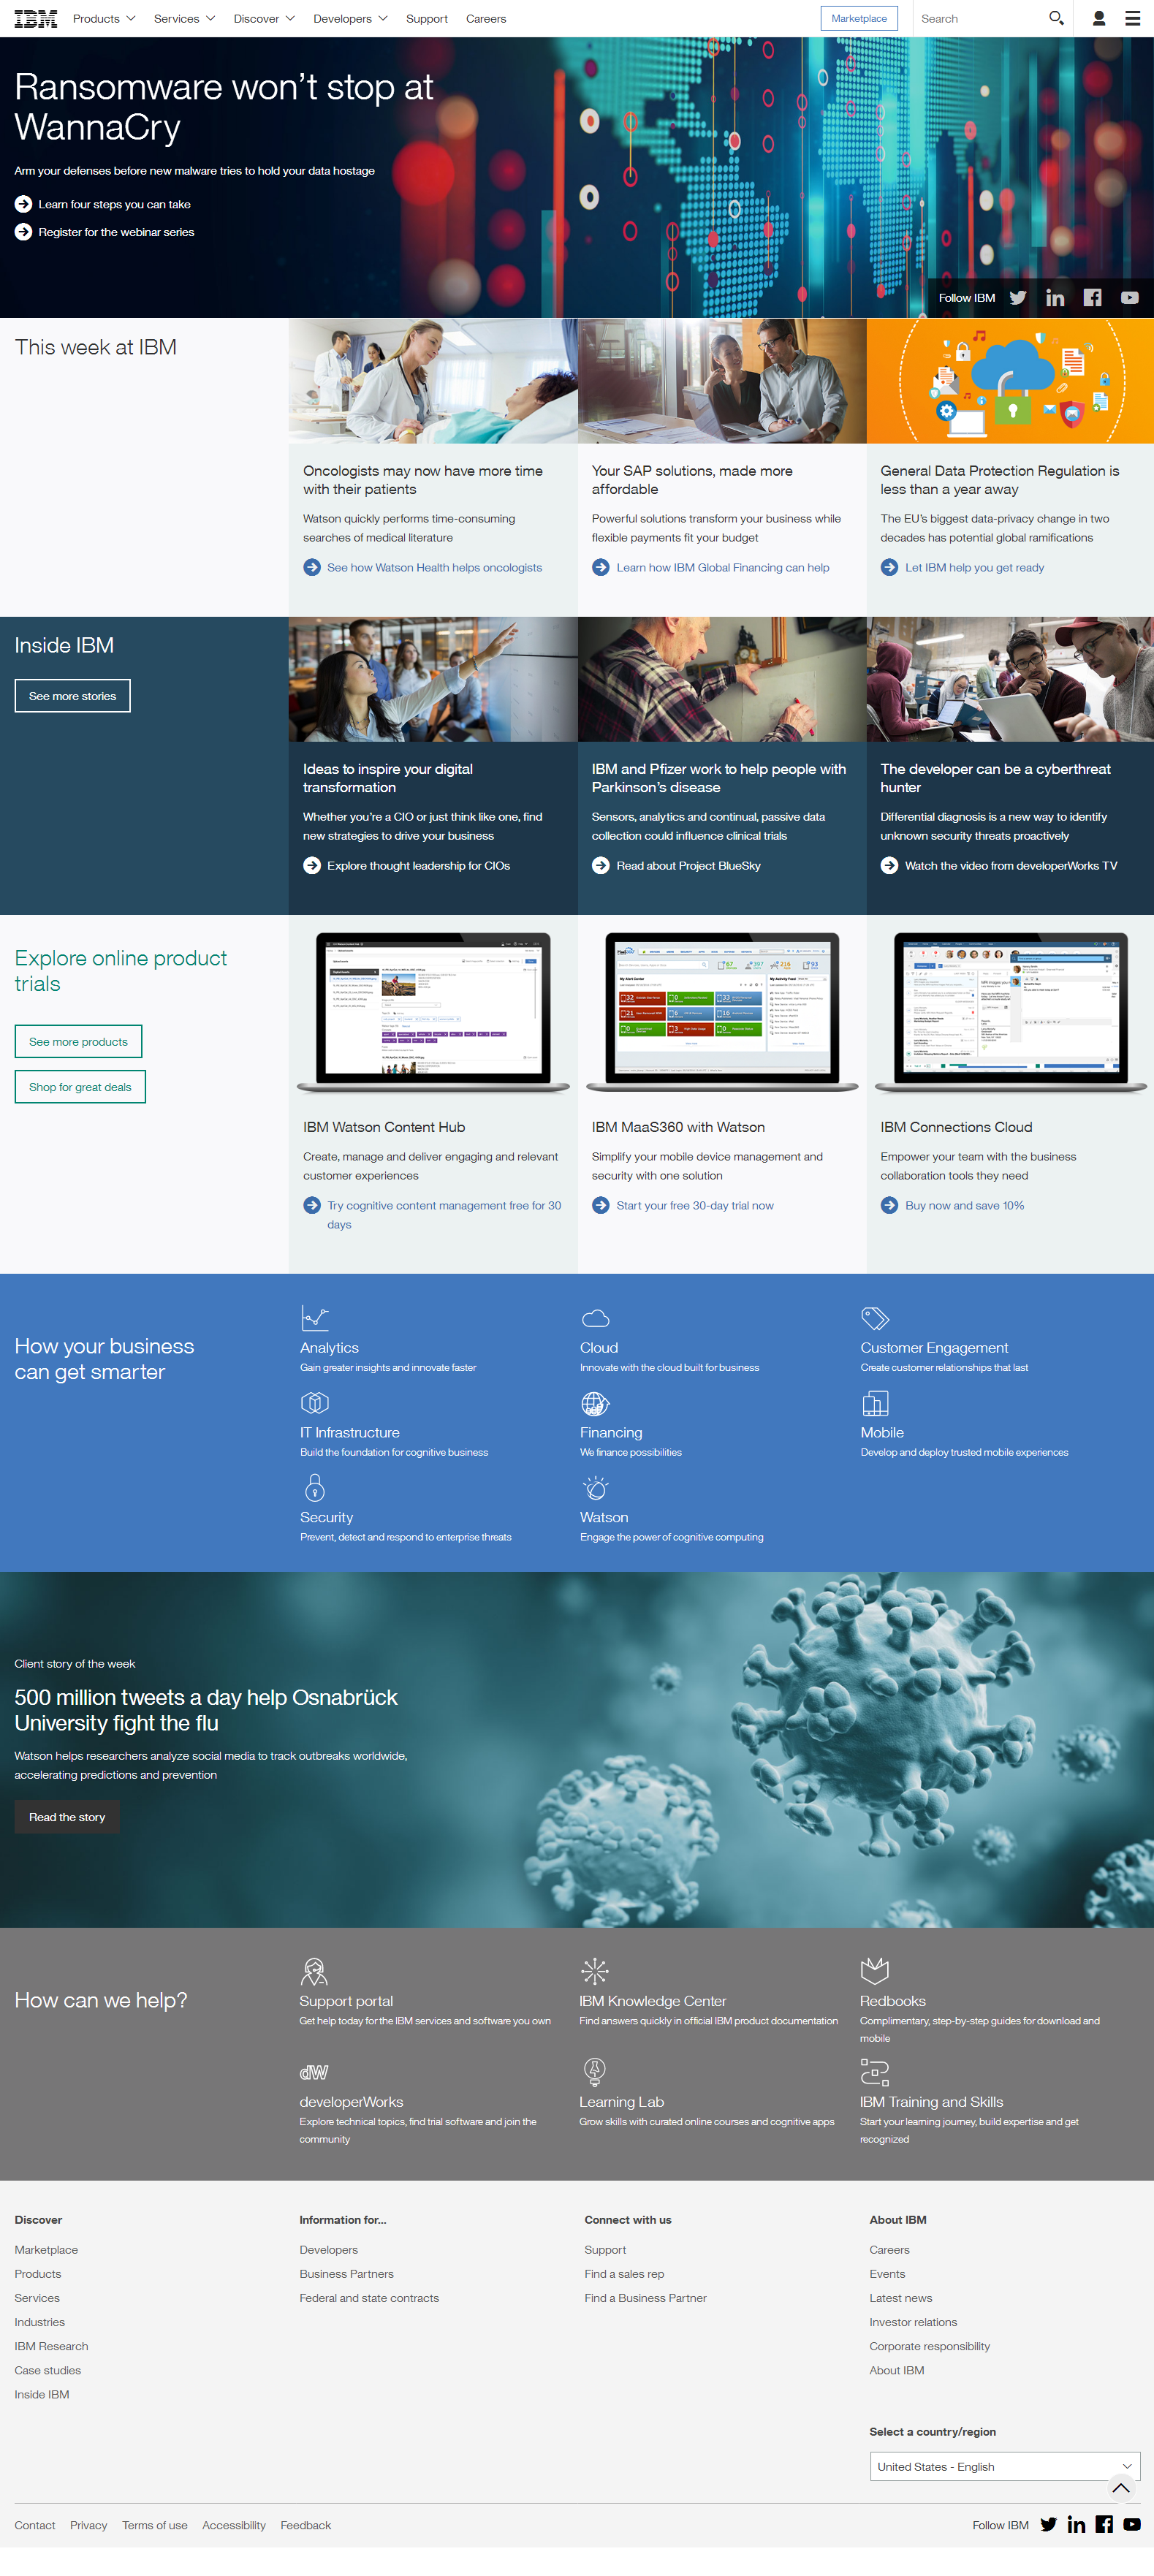 IBM
Products
Services
Discover
Developers
Support
Careers
Marketplace
Search
Ransomware won't stop at
WannaCry
Arm your defenses before new malware tries to hold your data hostage
Learn four steps you can take
Register for the webinar series
Follow IBM
This week at IBM
Oncologists may now have more time
with their patients
Watson quickly performs time-consuming
searches of medical literature
See how Watson Health helps oncologists
Your SAP solutions, made more
affordable
Powerful solutions transform your business while
flexible payments fit your budget
Learn how IBM Global Financing can help
General Data Protection Regulation is
less than a year away
The EU's biggest data-privacy change in two
decades has potential global ramifications
Let IBM help you get ready
Inside IBM
See more stories
Ideas to inspire your digital
transformation
Whether you're a CIO or just think like one, find
new strategies to drive your business
Explore thought leadership for CIOs
IBM and Pfizer work to help people with
Parkinson's disease
Sensors, analytics and continual, passive data
collection could influence clinical trials
Read about Project BlueSky
The developer can be a cyberthreat
hunter
Differential diagnosis is a new way to identify
unknown security threats proactively
Watch the video from developerWorks TV
Explore online product
trials
See more products
Shop for great deals
IBM Watson Content Hub
Create, manage and deliver engaging and relevant
customer experiences
Try cognitive content management free for 30
days
IBM MaaS360 with Watson
Simplify your mobile device management and
security with one solution
Start your free 30-day trial now
IBM Connections Cloud
Empower your team with the business
collaboration tools they need
Buy now and save 10%
How your business
can get smarter
Analytics
Gain greater insights and innovate faster
Cloud
Innovate with the cloud built for business
Customer Engagement
Create customer relationships that last
IT Infrastructure
Build the foundation for cognitive business
Financing
We finance possibilities
Mobile
Develop and deploy trusted mobile experiences
Security
Prevent, detect and respond to enterprise threats
Watson
Engage the power of cognitive computing
Client story of the week
500 million tweets a day help Osnabrück
University fight the flu
Watson helps researchers analyze social media to track outbreaks worldwide,
accelerating predictions and prevention
Read the story
How can we help?
Support portal
Get help today for the IBM services and software you own
IBM Knowledge Center
Find answers quickly in official IBM product documentation
Redbooks
Complimentary, step-by-step guides for download and
mobile
dW
developerWorks
Explore technical topics, find trial software and join the
community
Learning Lab
Grow skills with curated online courses and cognitive apps
IBM Training and Skills
Start your learning journey, build expertise and get
recognized
Discover
Marketplace
Products
Services
Industries
IBM Research
Case studies
Inside IBM
Information for...
Developers
Business Partners
Federal and state contracts
Connect with us
Support
Find a sales rep
Find a Business Partner
About IBM
Careers
Events
Latest news
Investor relations
Corporate responsibility
About IBM
Select a country/region
United States - English
Contact
Privacy
Terms of use
Accessibility
Feedback
Follow IBM